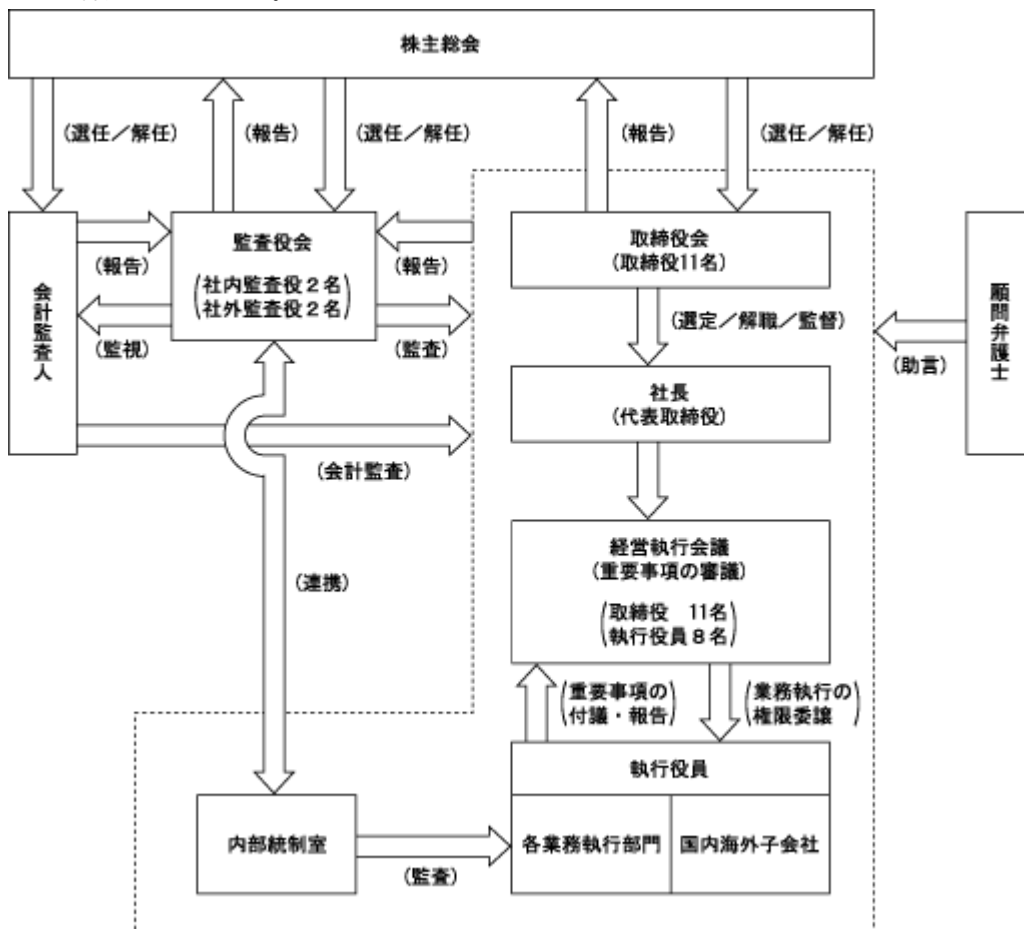 株主総会
(選任／解任)
(報告)
(選任／解任)
(報告)
(選任／解任)
会計監査人
(報告)
監査役会
(社内監査役2名
社外監査役2名)
(報告)
取締役会
(取締役11名)
顧問弁護士
(監視)
(監査)
(選定／解職／監督)
(助言)
社長
(代表取締役)
(会計監査)
経営執行会議
(重要事項の審議)
(取締役　11名
執行役員8名)
(連携)
(重要事項の
付議・報告)
(業務執行の
権限委譲)
執行役員
内部統制室
(監査)
各業務執行部門
国内海外子会社